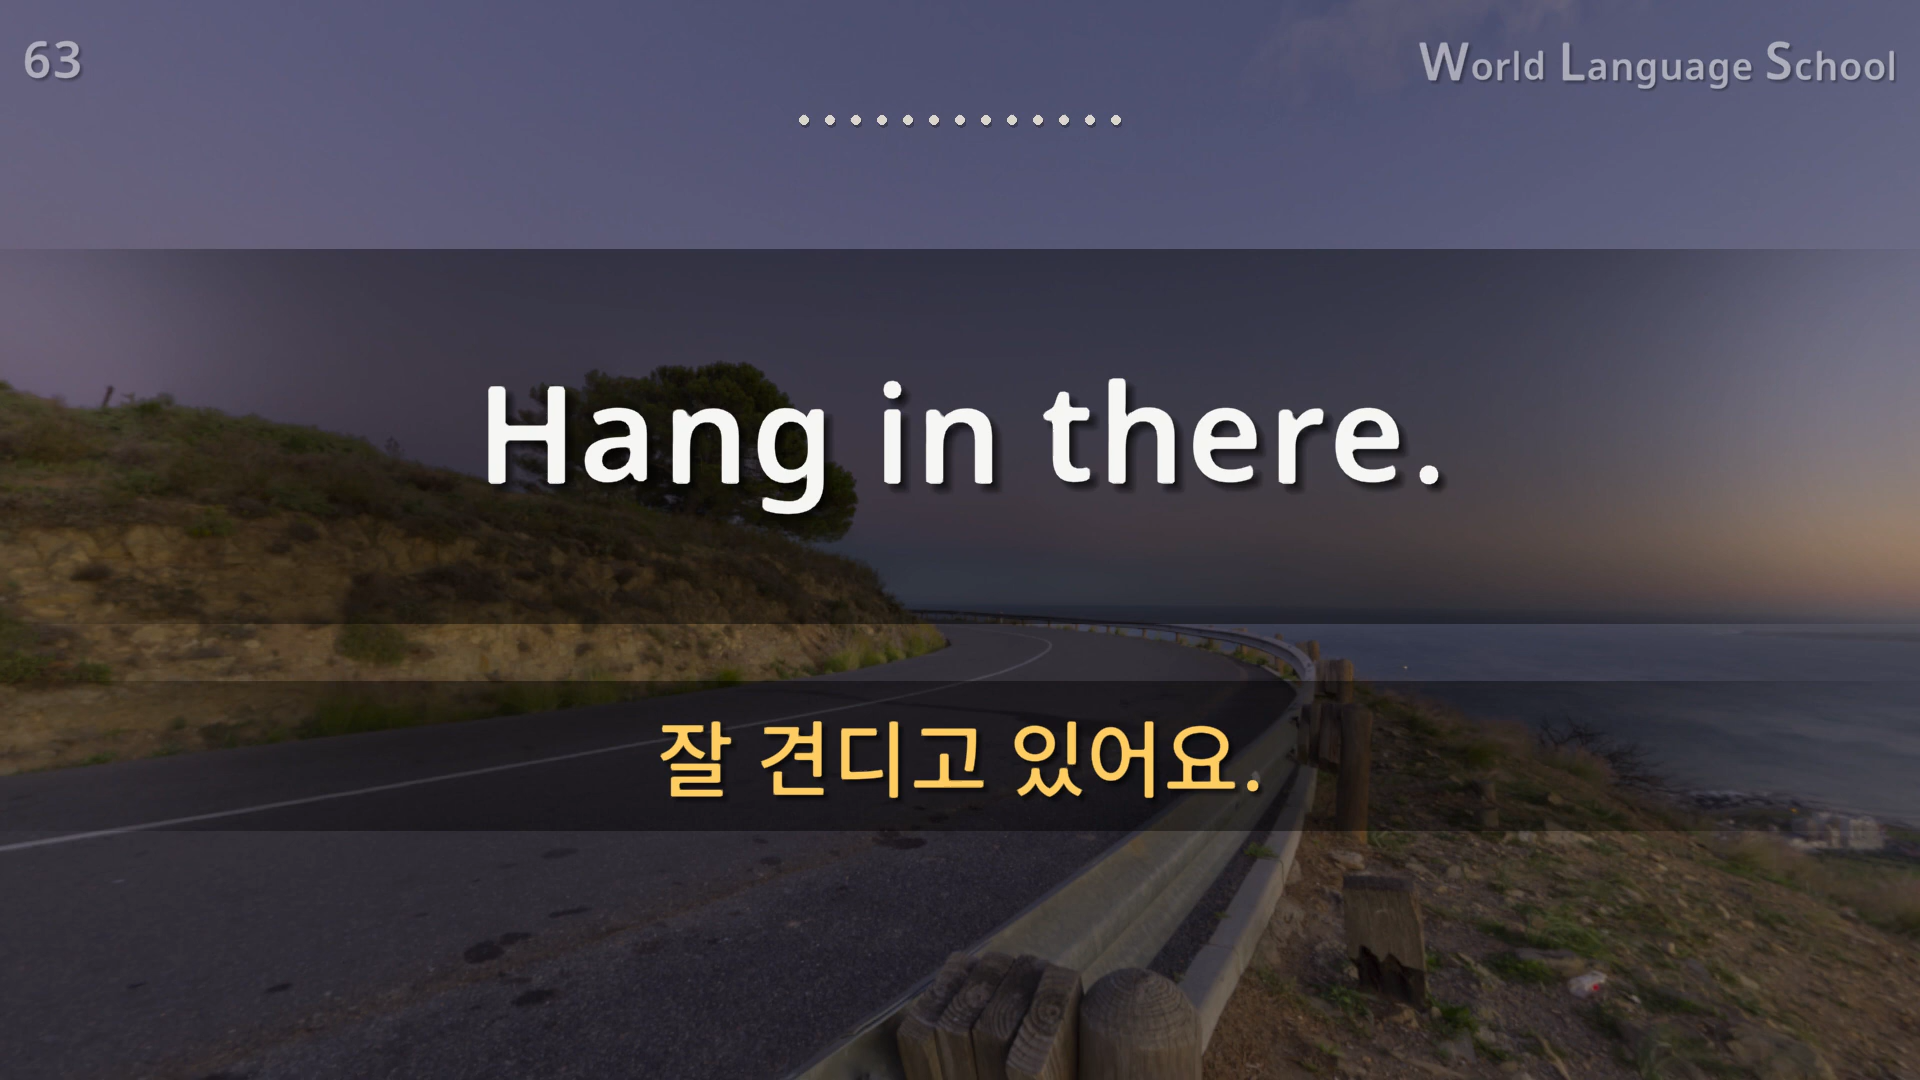 63
World Language School
Hang in there.
잘 견디고 있어요.